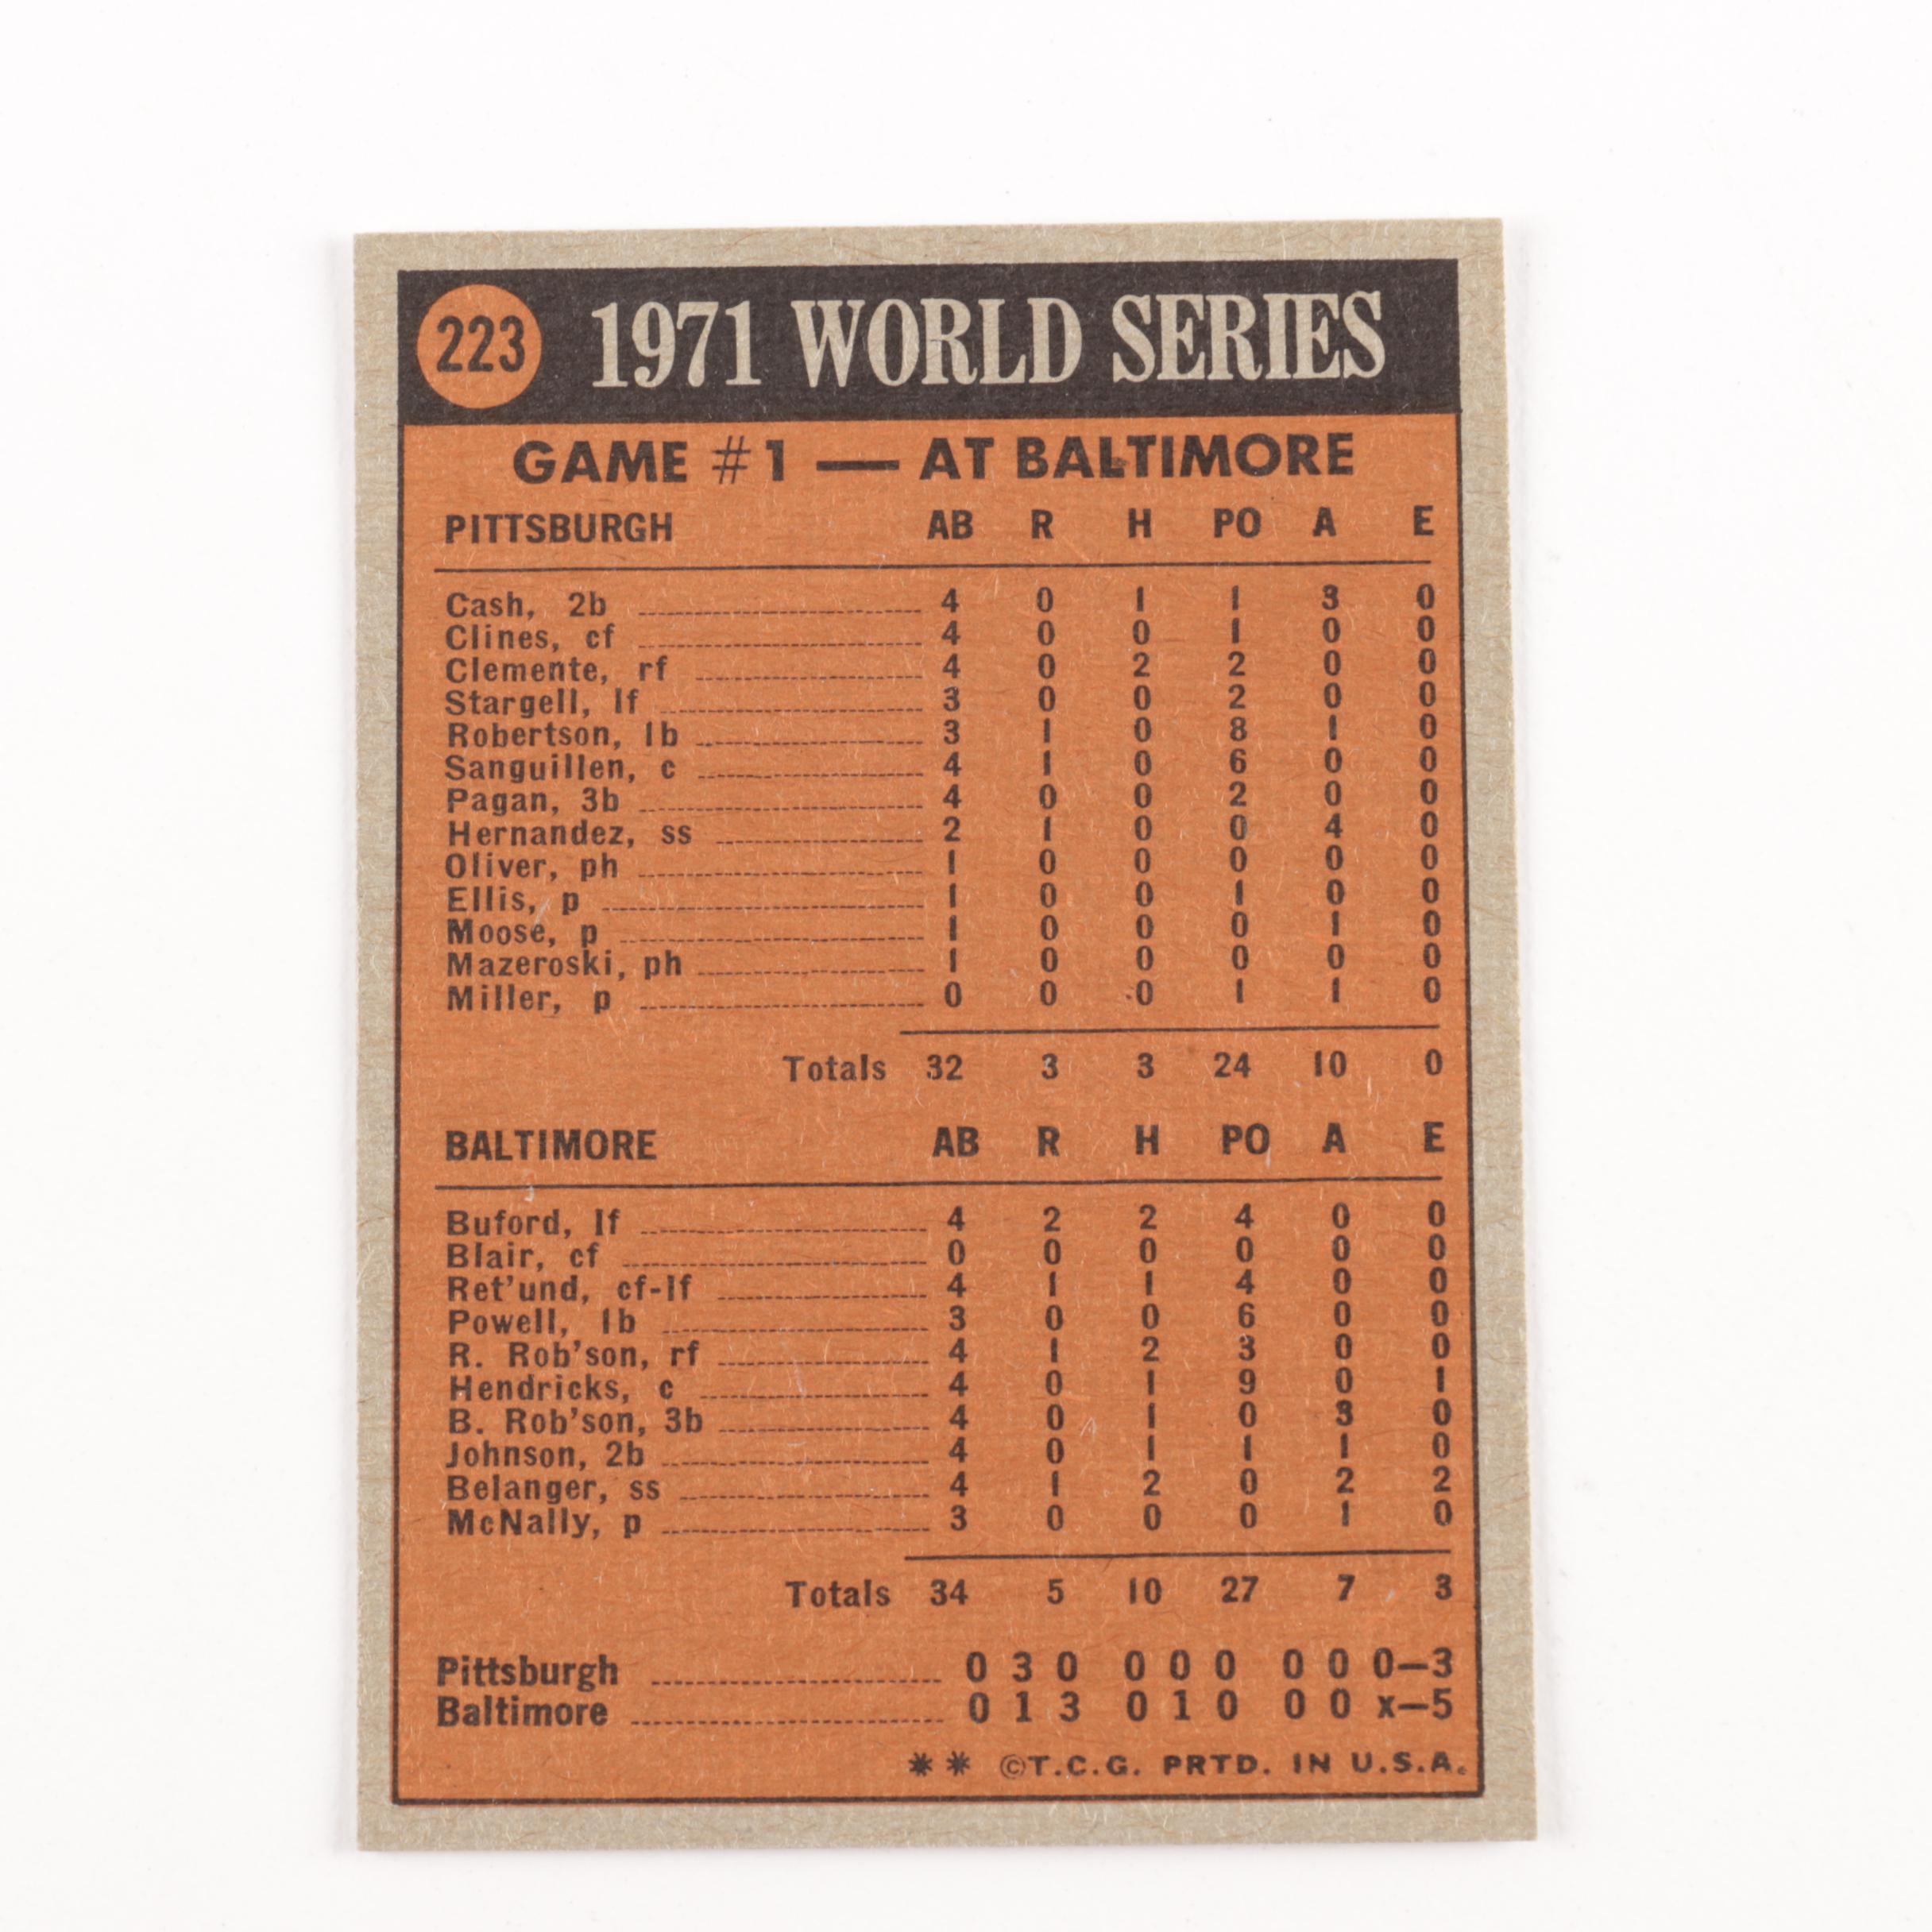 223 1971 WORLD SERIES
GAME #1 — AT BALTIMORE
PITTSBURGH AB R H PO A E
Cash, 2b 4 0 1 1 3 0
Clines, cf 4 0 0 1 0 0
Clemente, rf 4 0 2 2 0 0
Stargell, lf 3 0 0 2 0 0
Robertson, 1b 3 1 0 8 1 0
Sanguillen, c 4 1 0 6 0 0
Pagan, 3b 4 0 0 2 0 0
Hernandez, ss 2 1 0 0 4 0
Oliver, ph 1 0 0 0 0 0
Ellis, p 1 0 0 1 0 0
Moose, p 1 0 0 0 1 0
Mazeroski, ph 1 0 0 0 0 0
Miller, p 0 0 0 1 1 0
Totals 32 3 3 24 10 0
BALTIMORE AB R H PO A E
Buford, lf 4 2 2 4 0 0
Blair, cf 0 0 0 0 0 0
Ret'und, cf-lf 4 1 1 4 0 0
Powell, 1b 3 0 0 6 0 0
R. Rob'son, rf 4 1 2 3 0 0
Hendricks, c 4 0 1 9 0 1
B. Rob'son, 3b 4 0 1 0 3 0
Johnson, 2b 4 0 1 1 1 0
Belanger, ss 4 1 2 0 2 2
McNally, p 3 0 0 0 1 0
Totals 34 5 10 27 7 3
Pittsburgh 0 3 0 0 0 0 0 0 0—3
Baltimore 0 1 3 0 1 0 0 0 x—5
** ©T.C.G. PRTD. IN U.S.A.